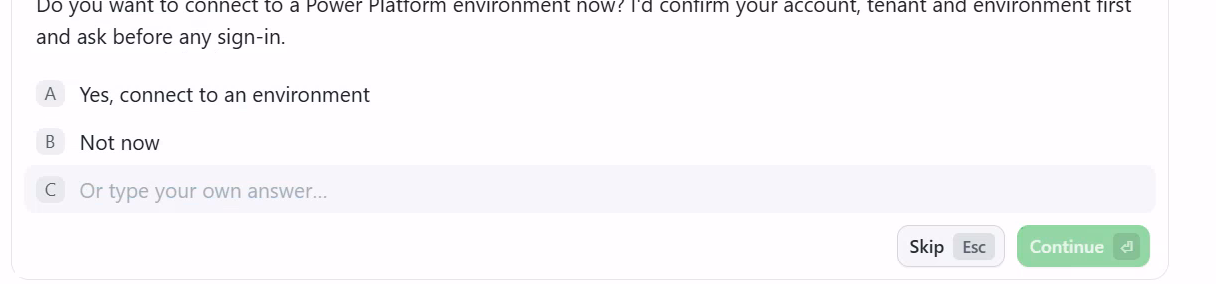 Do you want to connect to a Power Platform environment now? I'd confirm your account, tenant and environment first
and ask before any sign-in.
A Yes, connect to an environment
B Not now
C Or type your own answer...
Skip Esc Continue ⏎